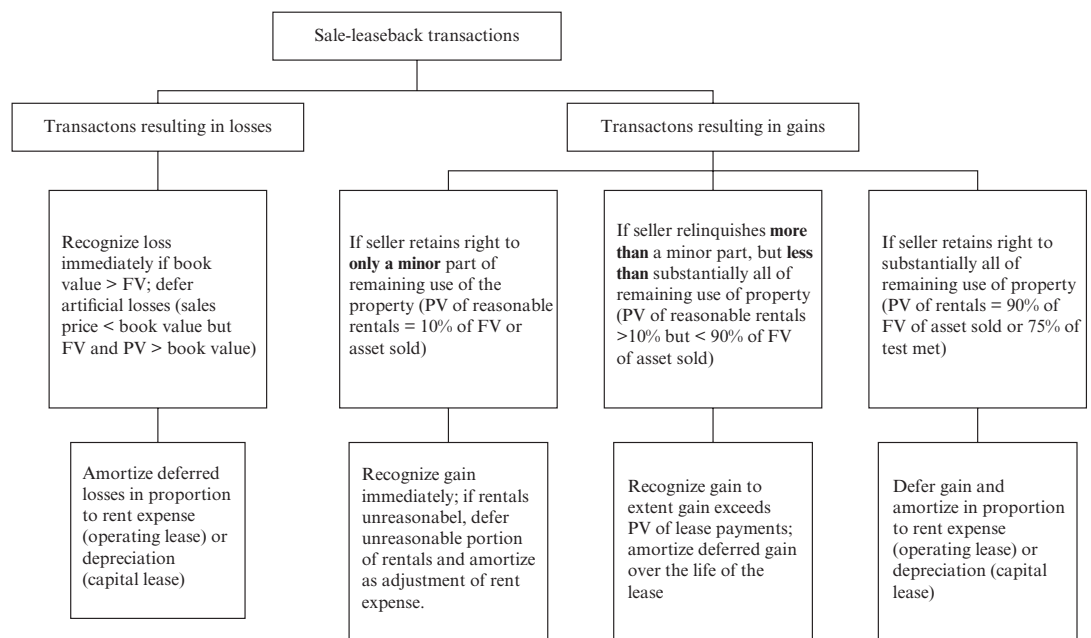 Sale-leaseback transactions
Transactons resulting in losses
Transactons resulting in gains
Recognize loss
immediately if book
value > FV; defer
artificial losses (sales
price < book value but
FV and PV > book value)
If seller retains right to
only a minor part of
remaining use of the
property (PV of reasonable
rentals = 10% of FV or
asset sold)
If seller relinquishes more
than a minor part, but less
than substantially all of
remaining use of property
(PV of reasonable rentals
>10% but < 90% of FV
of asset sold)
If seller retains right to
substantially all of
remaining use of property
(PV of rentals = 90% of
FV of asset sold or 75% of
test met)
Amortize deferred
losses in proportion
to rent expense
(operating lease) or
depreciation
(capital lease)
Recognize gain
immediately; if rentals
unreasonabel, defer
unreasonable portion
of rentals and amortize
as adjustment of rent
expense.
Recognize gain to
extent gain exceeds
PV of lease payments;
amortize deferred gain
over the life of the
lease
Defer gain and
amortize in proportion
to rent expense
(operating lease) or
depreciation (capital
lease)